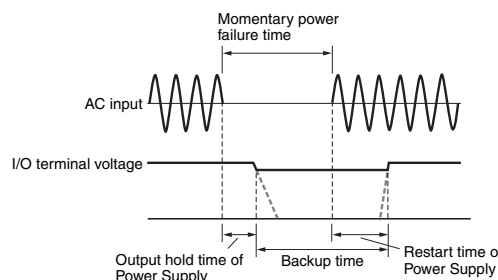 Momentary power
failure time
AC input
I/O terminal voltage
Output hold time of
Power Supply
Backup time
Restart time o
Power Supply